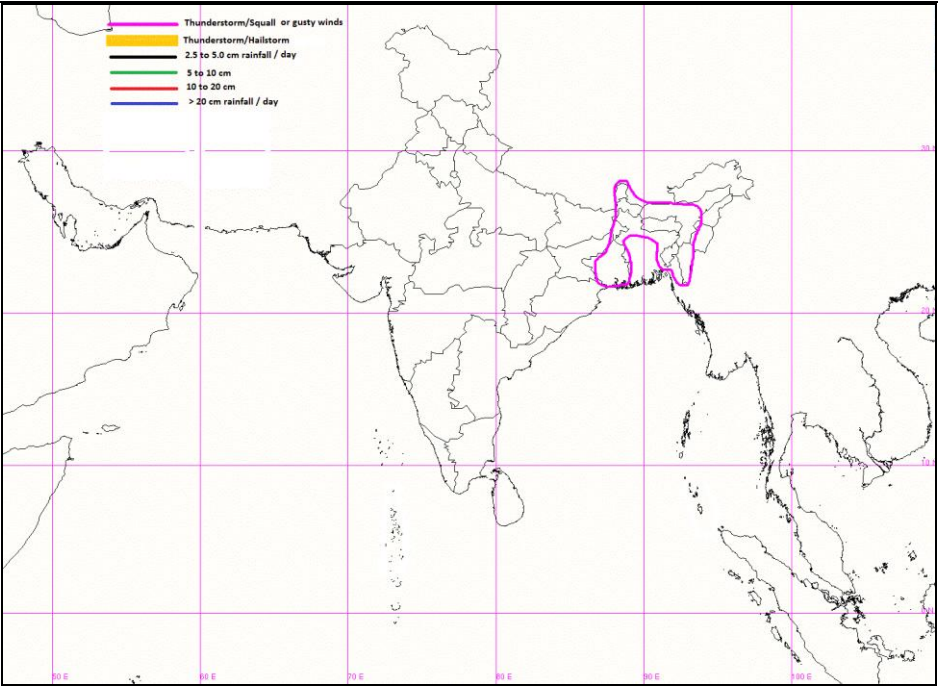 Thunderstorm/Squall or gusty winds
Thunderstorm/Hailstorm
2.5 to 5.0 cm rainfall / day
5 to 10 cm
10 to 20 cm
> 20 cm rainfall / day
60 E
70 E
80 E
90 E
100 E